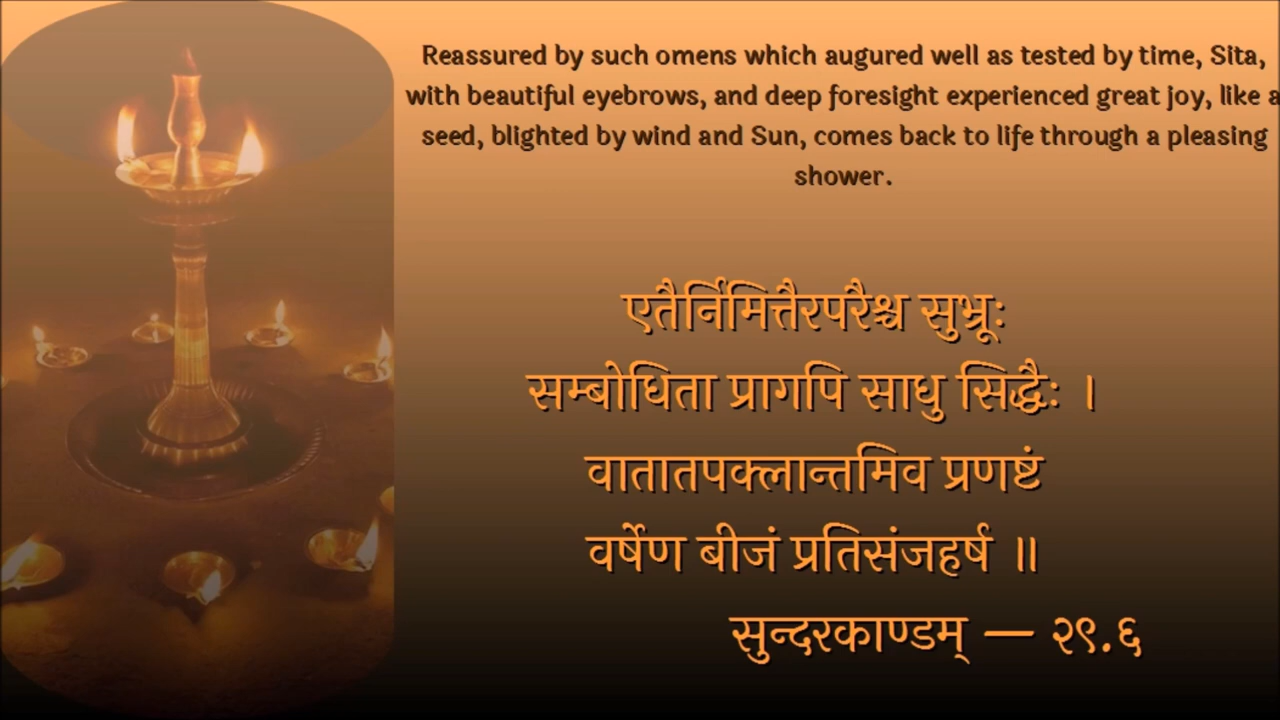 Reassured by such omens which augured well as tested by time, Sita,
with beautiful eyebrows, and deep foresight experienced great joy, like a
seed, blighted by wind and Sun, comes back to life through a pleasing
shower.
एतैर्निमित्तैरपरैश्च सुभ्रूः
सम्बोधिता प्रागपि साधु सिद्धैः ।
वातातपक्लान्तमिव प्रणष्टं
वर्षेण बीजं प्रतिसंजहर्ष ॥
सुन्दरकाण्डम् — २९.६